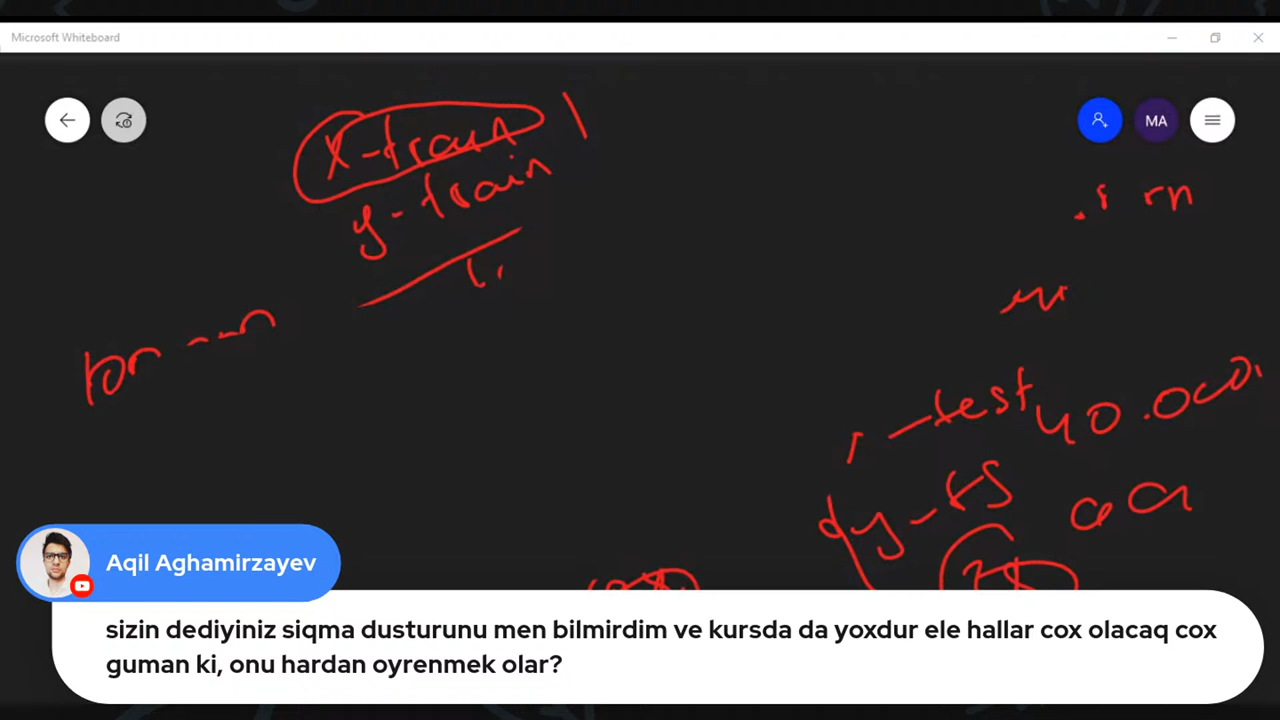 Microsoft Whiteboard
MA
x-train
y-train
-test 40.000
Aqil Aghamirzayev
sizin dediyiniz siqma dusturunu men bilmirdim ve kursda da yoxdur ele hallar cox olacaq cox
guman ki, onu hardan oyrenmek olar?